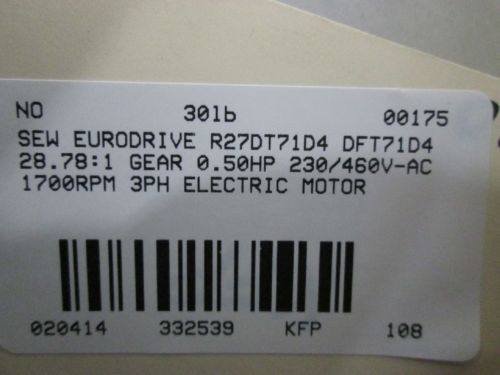 NO 30lb 00175
SEW EURODRIVE R27DT71D4 DFT71D4
28.78:1 GEAR 0.50HP 230/460V-AC
1700RPM 3PH ELECTRIC MOTOR
020414 332539 KFP 108